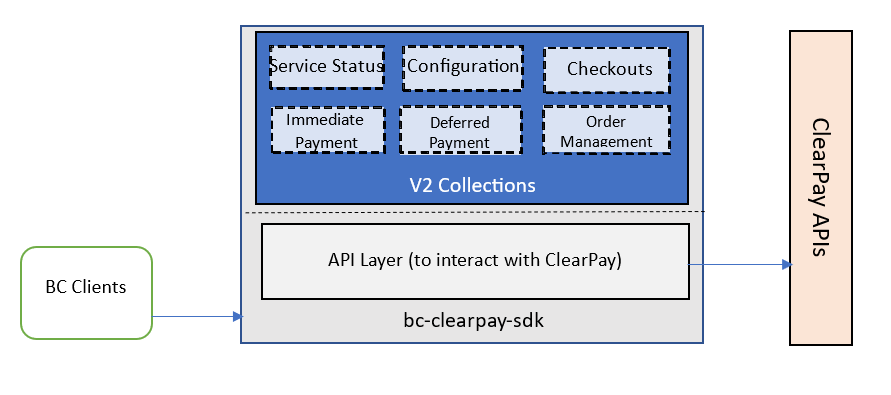 Service Status
Configuration
Checkouts
Immediate
Payment
Deferred
Payment
Order
Management
V2 Collections
API Layer (to interact with ClearPay)
bc-clearpay-sdk
BC Clients
ClearPay APIs